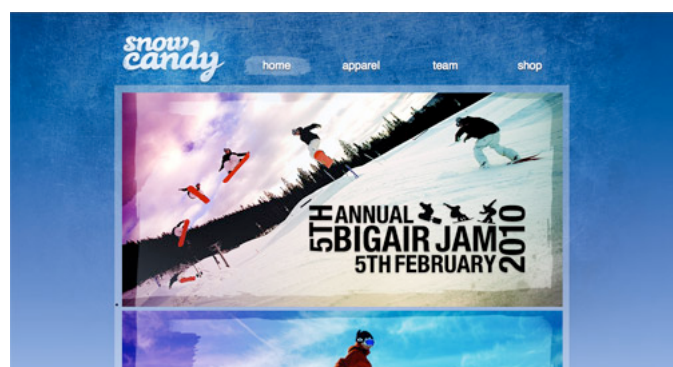 snow
candy
home apparel team shop
5TH
ANNUAL
BIGAIR JAM
5TH FEBRUARY
2010